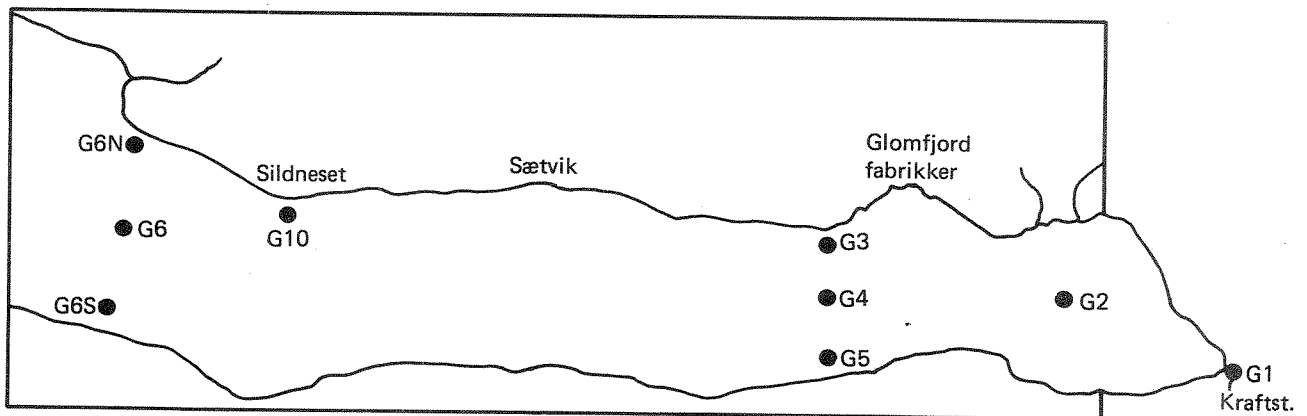 Glomfjord
fabrikker
G6N
Sildneset
Sætvik
G6
G10
G3
G6S
G4
G2
G5
G1
Kraftst.